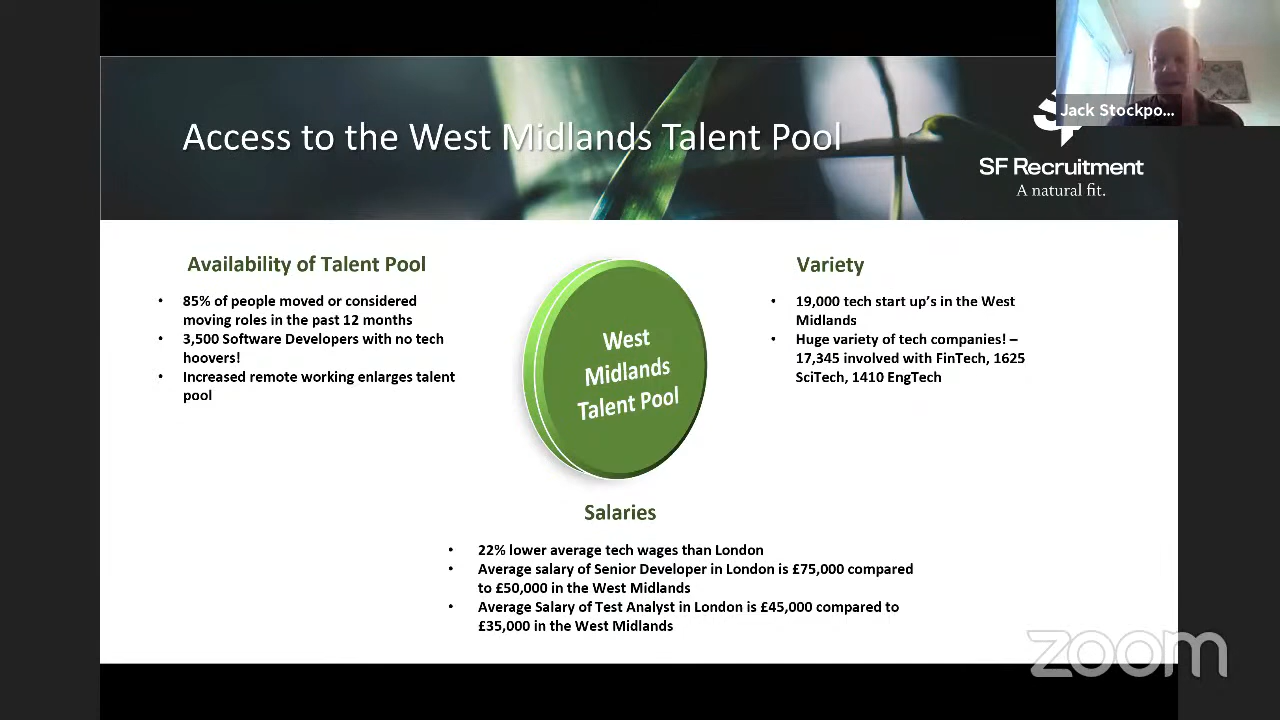 Jack Stockpo...
Access to the West Midlands Talent Pool
SF Recruitment
A natural fit.
Availability of Talent Pool
• 85% of people moved or considered
moving roles in the past 12 months
• 3,500 Software Developers with no tech
hoovers!
• Increased remote working enlarges talent
pool
West
Midlands
Talent Pool
Variety
• 19,000 tech start up's in the West
Midlands
• Huge variety of tech companies! –
17,345 involved with FinTech, 1625
SciTech, 1410 EngTech
Salaries
• 22% lower average tech wages than London
• Average salary of Senior Developer in London is £75,000 compared
to £50,000 in the West Midlands
• Average Salary of Test Analyst in London is £45,000 compared to
£35,000 in the West Midlands
zoom